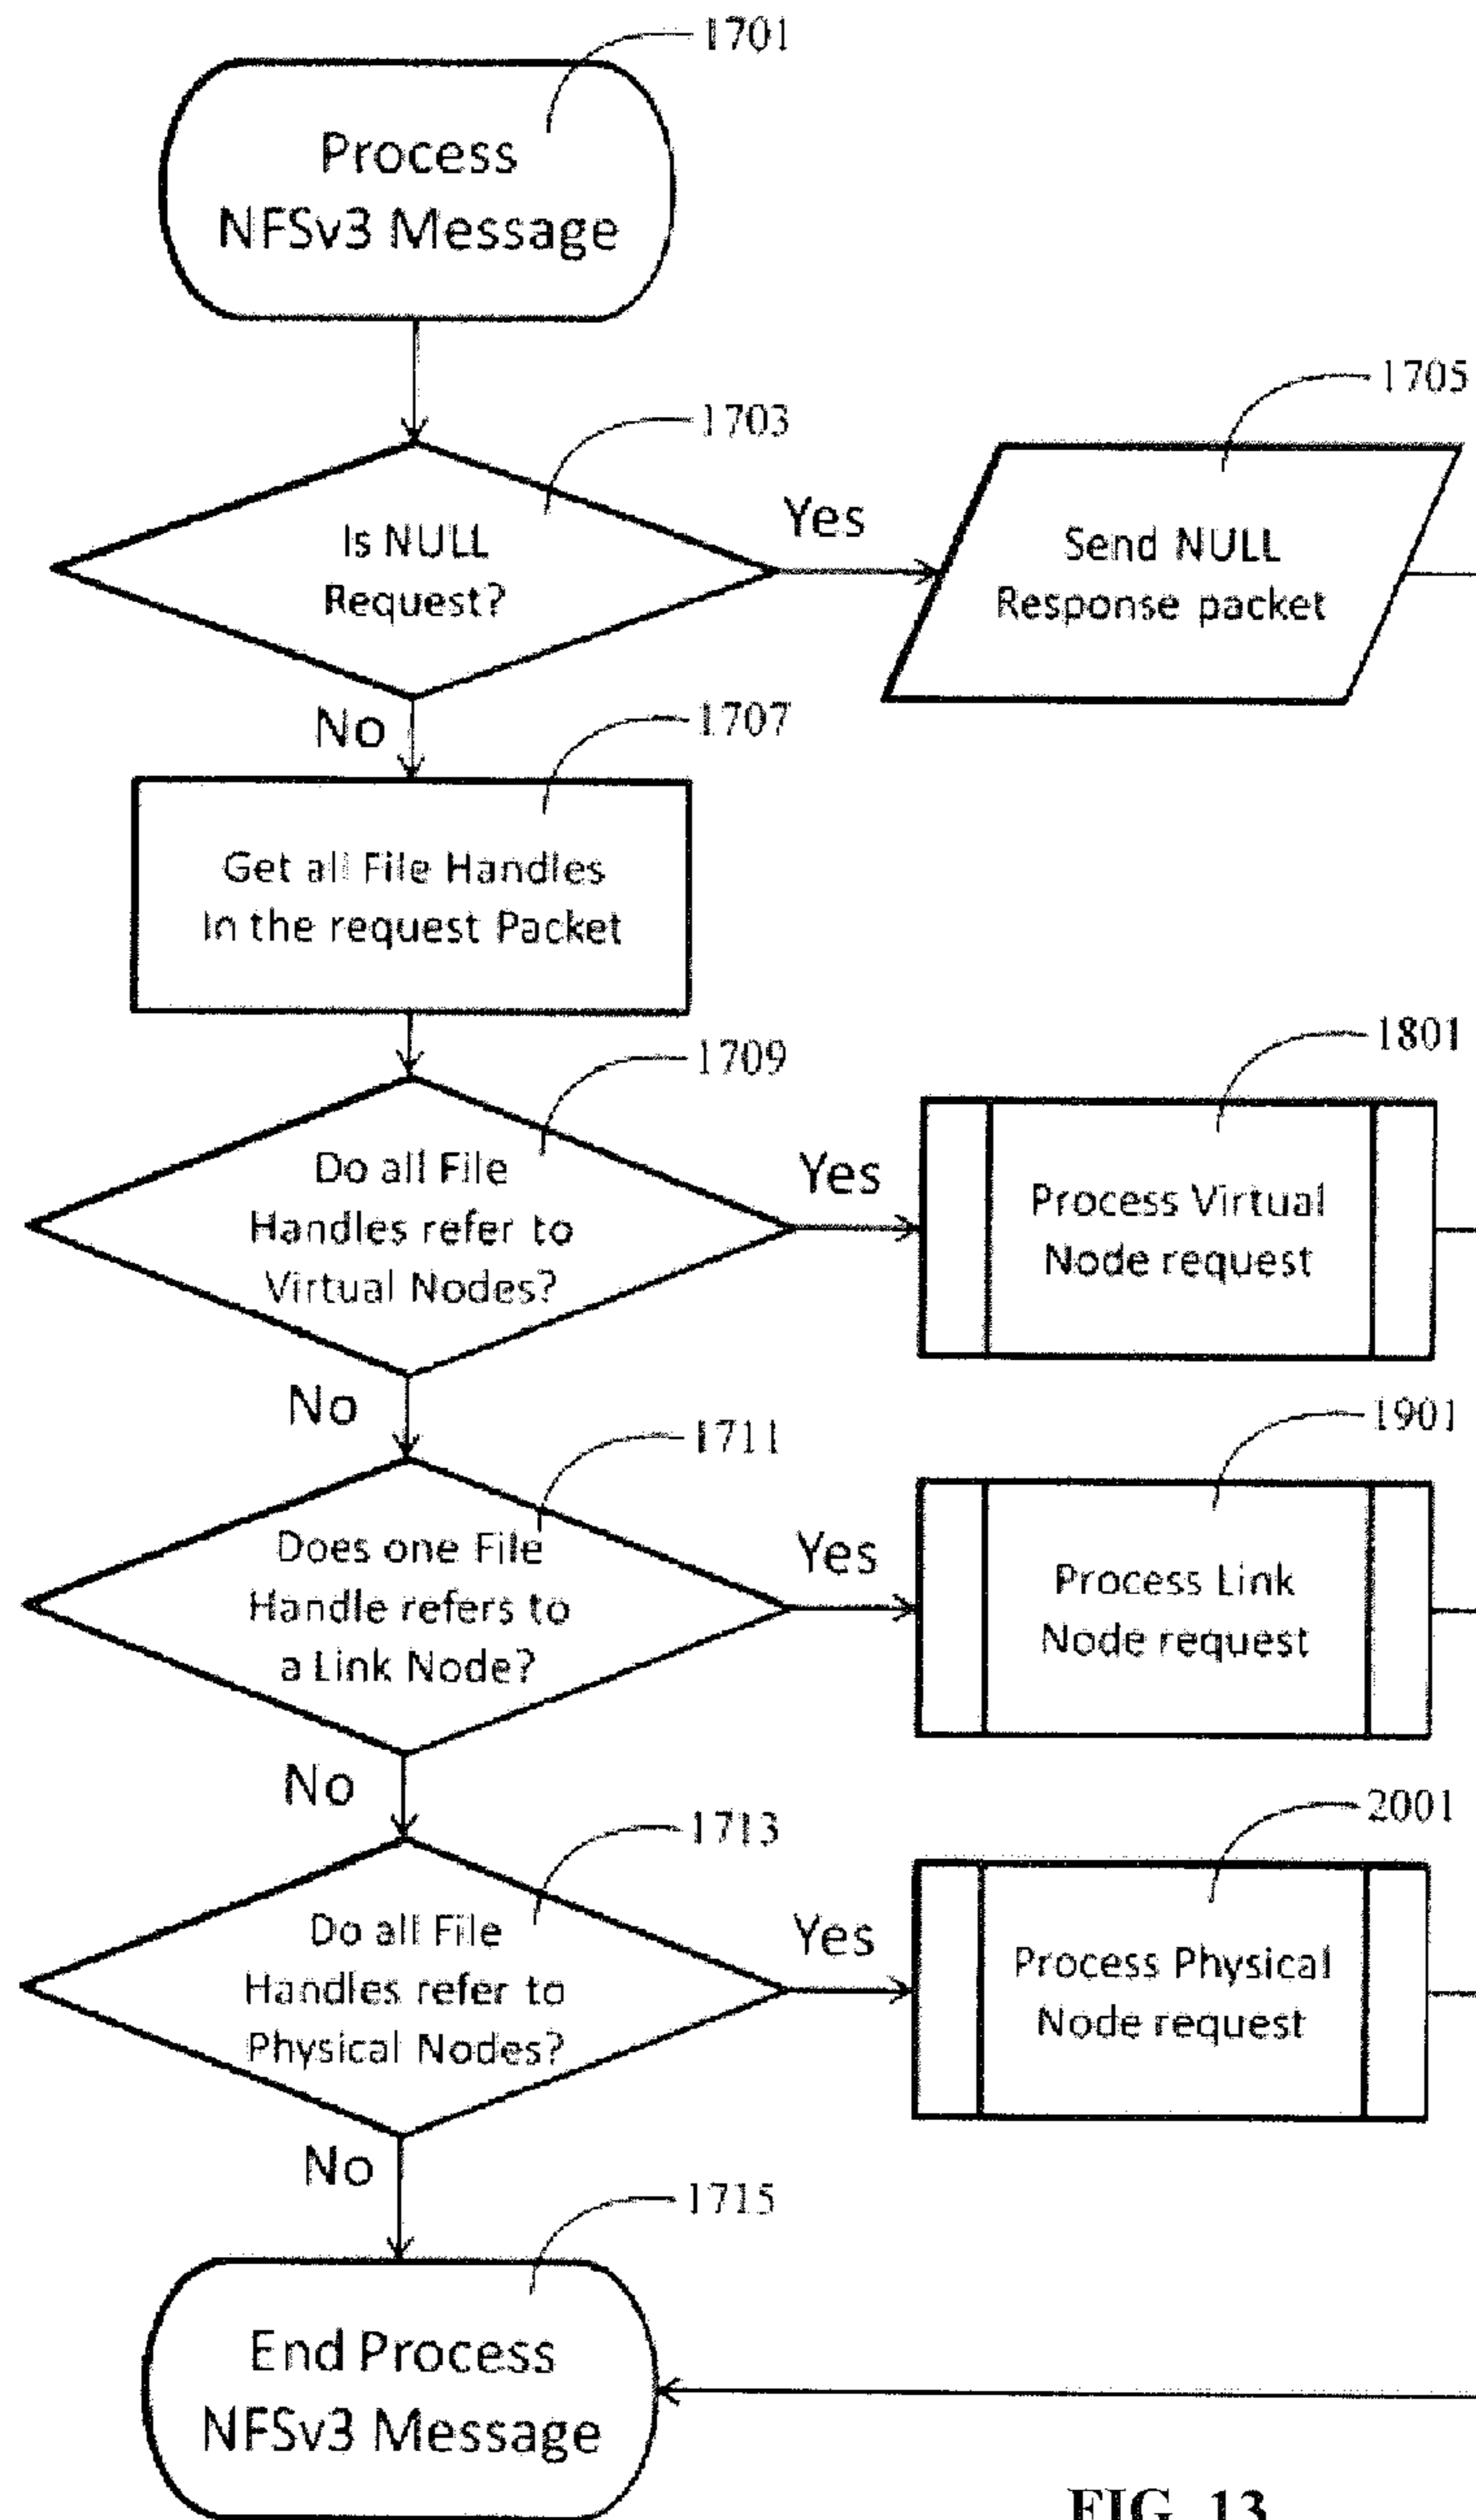 1701
Process
NFSv3 Message
1703
Is NULL
Request?
Yes
1705
Send NULL
Response packet
No
1707
Get all File Handles
In the request Packet
1709
Do all File
Handles refer to
Virtual Nodes?
Yes
1801
Process Virtual
Node request
No
1711
Does one File
Handle refers to
a Link Node?
Yes
1901
Process Link
Node request
No
1713
Do all File
Handles refer to
Physical Nodes?
Yes
2001
Process Physical
Node request
No
1715
End Process
NFSv3 Message
FIG. 13